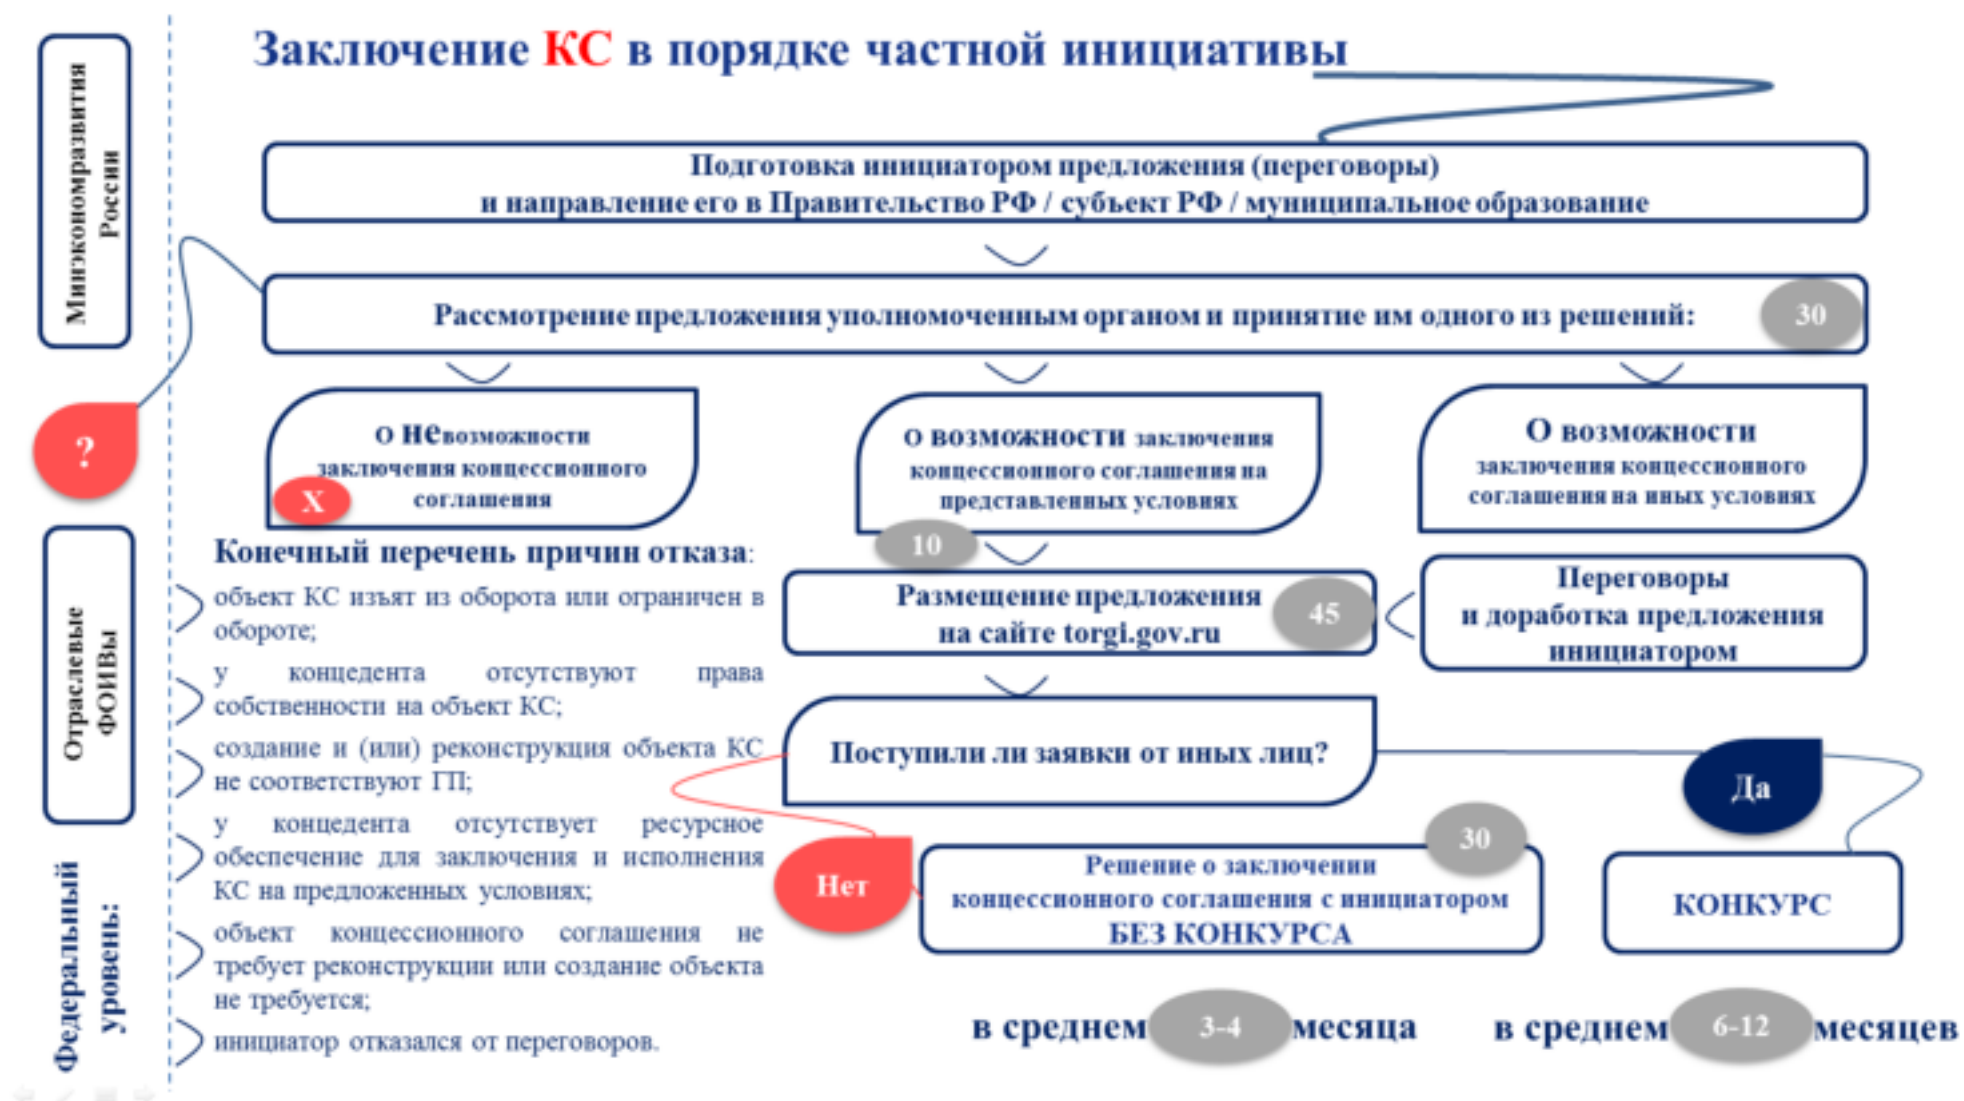 Заключение КС в порядке частной инициативы
Минэкономразвития
России
Подготовка инициатором предложения (переговоры)
и направление его в Правительство РФ / субъект РФ / муниципальное образование
Рассмотрение предложения уполномоченным органом и принятие им одного из решений:
30
?
О невозможности
заключения концессионного
соглашения
X
О возможности заключения
концессионного соглашения на
представленных условиях
О возможности
заключения концессионного
соглашения на иных условиях
10
Размещение предложения
на сайте torgi.gov.ru
45
Переговоры
и доработка предложения
инициатором
Отраслевые
ФОИВы
Конечный перечень причин отказа:
объект КС изъят из оборота или ограничен в
обороте;
у концедента отсутствуют права
собственности на объект КС;
создание и (или) реконструкция объекта КС
не соответствуют ГП;
у концедента отсутствует ресурсное
обеспечение для заключения и исполнения
КС на предложенных условиях;
объект концессионного соглашения не
требует реконструкции или создание объекта
не требуется;
инициатор отказался от переговоров.
Поступили ли заявки от иных лиц?
Да
Нет
30
Решение о заключении
концессионного соглашения с инициатором
БЕЗ КОНКУРСА
КОНКУРС
Федеральный
уровень:
в среднем 3-4 месяца
в среднем 6-12 месяцев